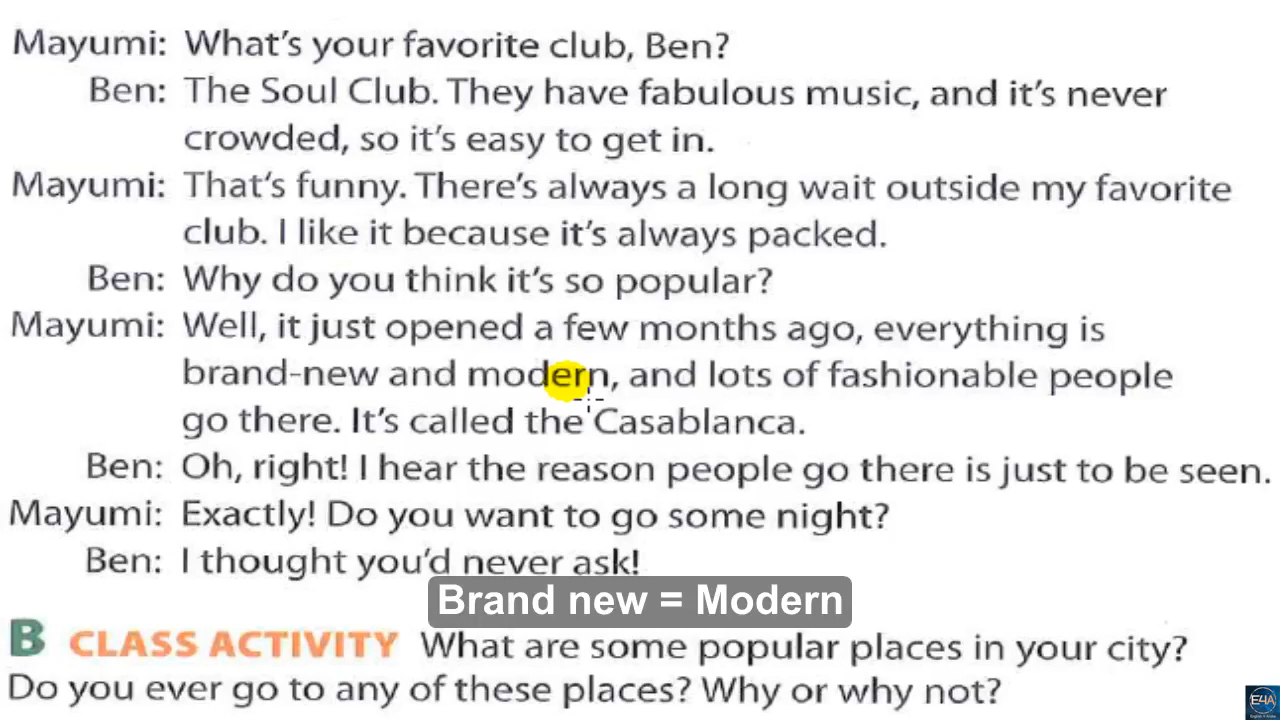 Mayumi: What's your favorite club, Ben?
Ben: The Soul Club. They have fabulous music, and it's never
crowded, so it's easy to get in.
Mayumi: That's funny. There's always a long wait outside my favorite
club. I like it because it's always packed.
Ben: Why do you think it's so popular?
Mayumi: Well, it just opened a few months ago, everything is
brand-new and modern, and lots of fashionable people
go there. It's called the Casablanca.
Ben: Oh, right! I hear the reason people go there is just to be seen.
Mayumi: Exactly! Do you want to go some night?
Ben: I thought you'd never ask!
Brand new = Modern
B CLASS ACTIVITY What are some popular places in your city?
Do you ever go to any of these places? Why or why not?
E4A